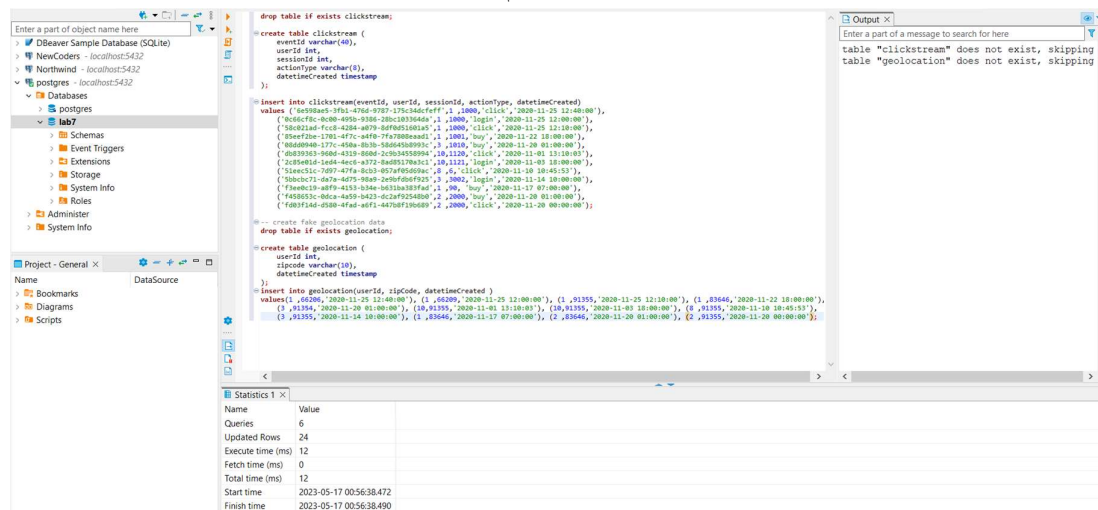 Enter a part of object name here
DBeaver Sample Database (SQLite)
NewCoders - localhost:5432
Northwind - localhost:5432
postgres - localhost:5432
Databases
postgres
lab7
Schemas
Event Triggers
Extensions
Storage
System Info
Roles
Administer
System Info
Project - General
Name DataSource
Bookmarks
Diagrams
Scripts
drop table if exists clickstream;
create table clickstream (
eventId varchar(40),
userId int,
sessionId int,
actionType varchar(8),
datetimeCreated timestamp
);
insert into clickstream(eventId, userId, sessionId, actionType, datetimeCreated)
values ('6e598ae5-3fb1-476d-9787-175c34dcfeff',1 ,1000,'click','2020-11-25 12:40:00'),
('0c66cf8c-0c00-495b-9386-28bc103364da',1 ,1000,'login','2020-11-25 12:00:00'),
('58c021ad-fcc8-4284-a079-8df0d51601a5',1 ,1000,'click','2020-11-25 12:10:00'),
('85eef2be-1701-4f7c-a4f0-7fa7808eaad1',1 ,1001,'buy','2020-11-22 18:00:00'),
('08dd0940-177c-450a-8b3b-58d645b8993c',3 ,1010,'buy','2020-11-20 01:00:00'),
('db839363-960d-4319-860d-2c9b34558994',10,1120,'click','2020-11-01 13:10:03'),
('2c85e01d-1ed4-4ec6-a372-8ad85170a3c1',10,1121,'login','2020-11-03 18:00:00'),
('51eec51c-7d97-47fa-8cb3-057af05d69ac',8 ,6,'click','2020-11-10 10:45:53'),
('5bbcbc71-da7a-4d75-98a9-2e9bfdb6f925',3 ,3002,'login','2020-11-14 10:00:00'),
('f3ee0c19-a8f9-4153-b34e-b631ba383fad',1 ,90, 'buy','2020-11-17 07:00:00'),
('f458653c-0dca-4a59-b423-dc2af92548b0',2 ,2000,'buy','2020-11-20 01:00:00'),
('fd03f14d-d580-4fad-a6f1-447b8f19b689',2 ,2000,'click','2020-11-20 00:00:00');
-- create fake geolocation data
drop table if exists geolocation;
create table geolocation (
userId int,
zipcode varchar(10),
datetimeCreated timestamp
);
insert into geolocation(userId, zipCode, datetimeCreated )
values(1 ,66206,'2020-11-25 12:40:00'), (1 ,66209,'2020-11-25 12:00:00'), (1 ,91355,'2020-11-25 12:10:00'), (1 ,83646,'2020-11-22 18:00:00'),
(3 ,91354,'2020-11-20 01:00:00'), (10,91355,'2020-11-01 13:10:03'), (10,91355,'2020-11-03 18:00:00'), (8 ,91355,'2020-11-10 10:45:53'),
(3 ,91355,'2020-11-14 10:00:00'), (1 ,83646,'2020-11-17 07:00:00'), (2 ,83646,'2020-11-20 01:00:00'), (2 ,91355,'2020-11-20 00:00:00');
Output
Enter a part of a message to search for here
table "clickstream" does not exist, skipping
table "geolocation" does not exist, skipping
Statistics 1
Name Value
Queries 6
Updated Rows 24
Execute time (ms) 12
Fetch time (ms) 0
Total time (ms) 12
Start time 2023-05-17 00:56:38.472
Finish time 2023-05-17 00:56:38.490